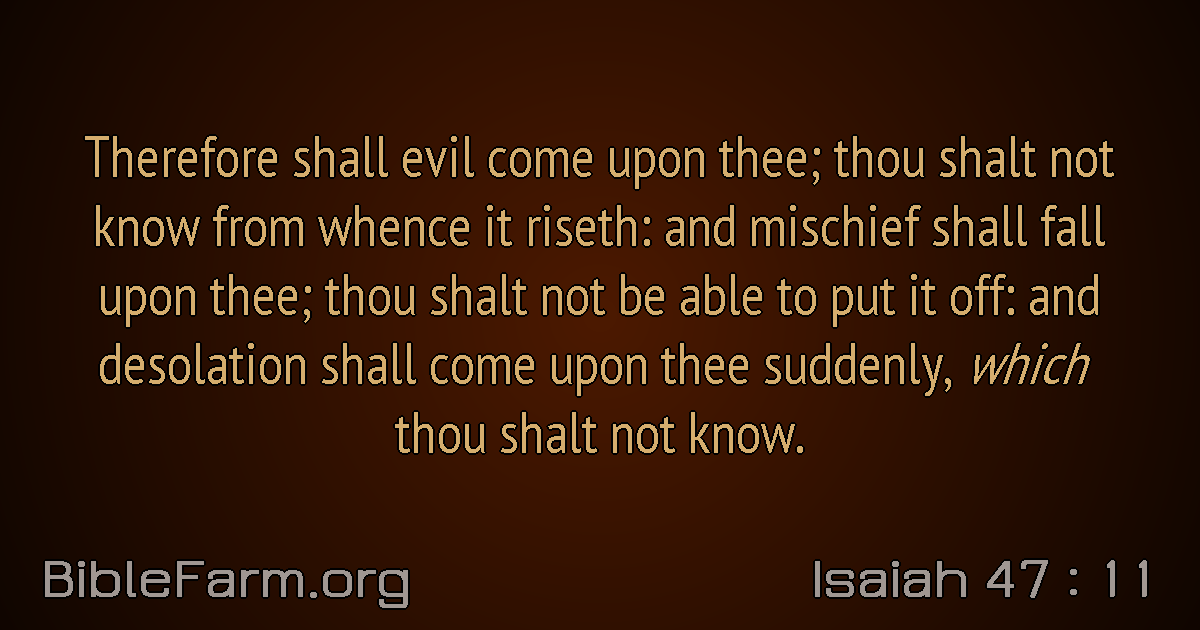 Therefore shall evil come upon thee; thou shalt not
know from whence it riseth: and mischief shall fall
upon thee; thou shalt not be able to put it off: and
desolation shall come upon thee suddenly, which
thou shalt not know.
BibleFarm.org
Isaiah 47 : 11